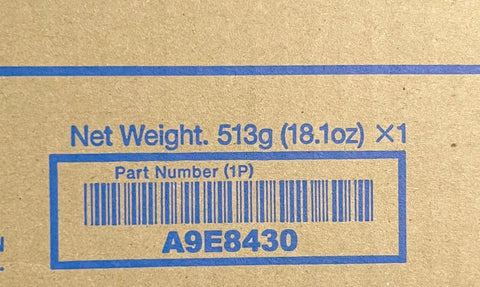 Net Weight. 513g (18.1oz) ×1
Part Number (1P)
A9E8430